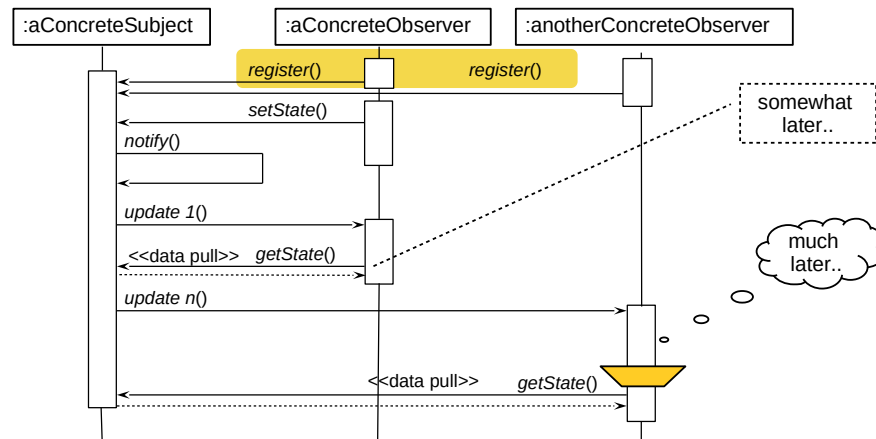 :aConcreteSubject
:aConcreteObserver
:anotherConcreteObserver
register()
register()
setState()
somewhat
later..
notify()
update 1()
<<data pull>>
getState()
much
later..
update n()
<<data pull>>
getState()